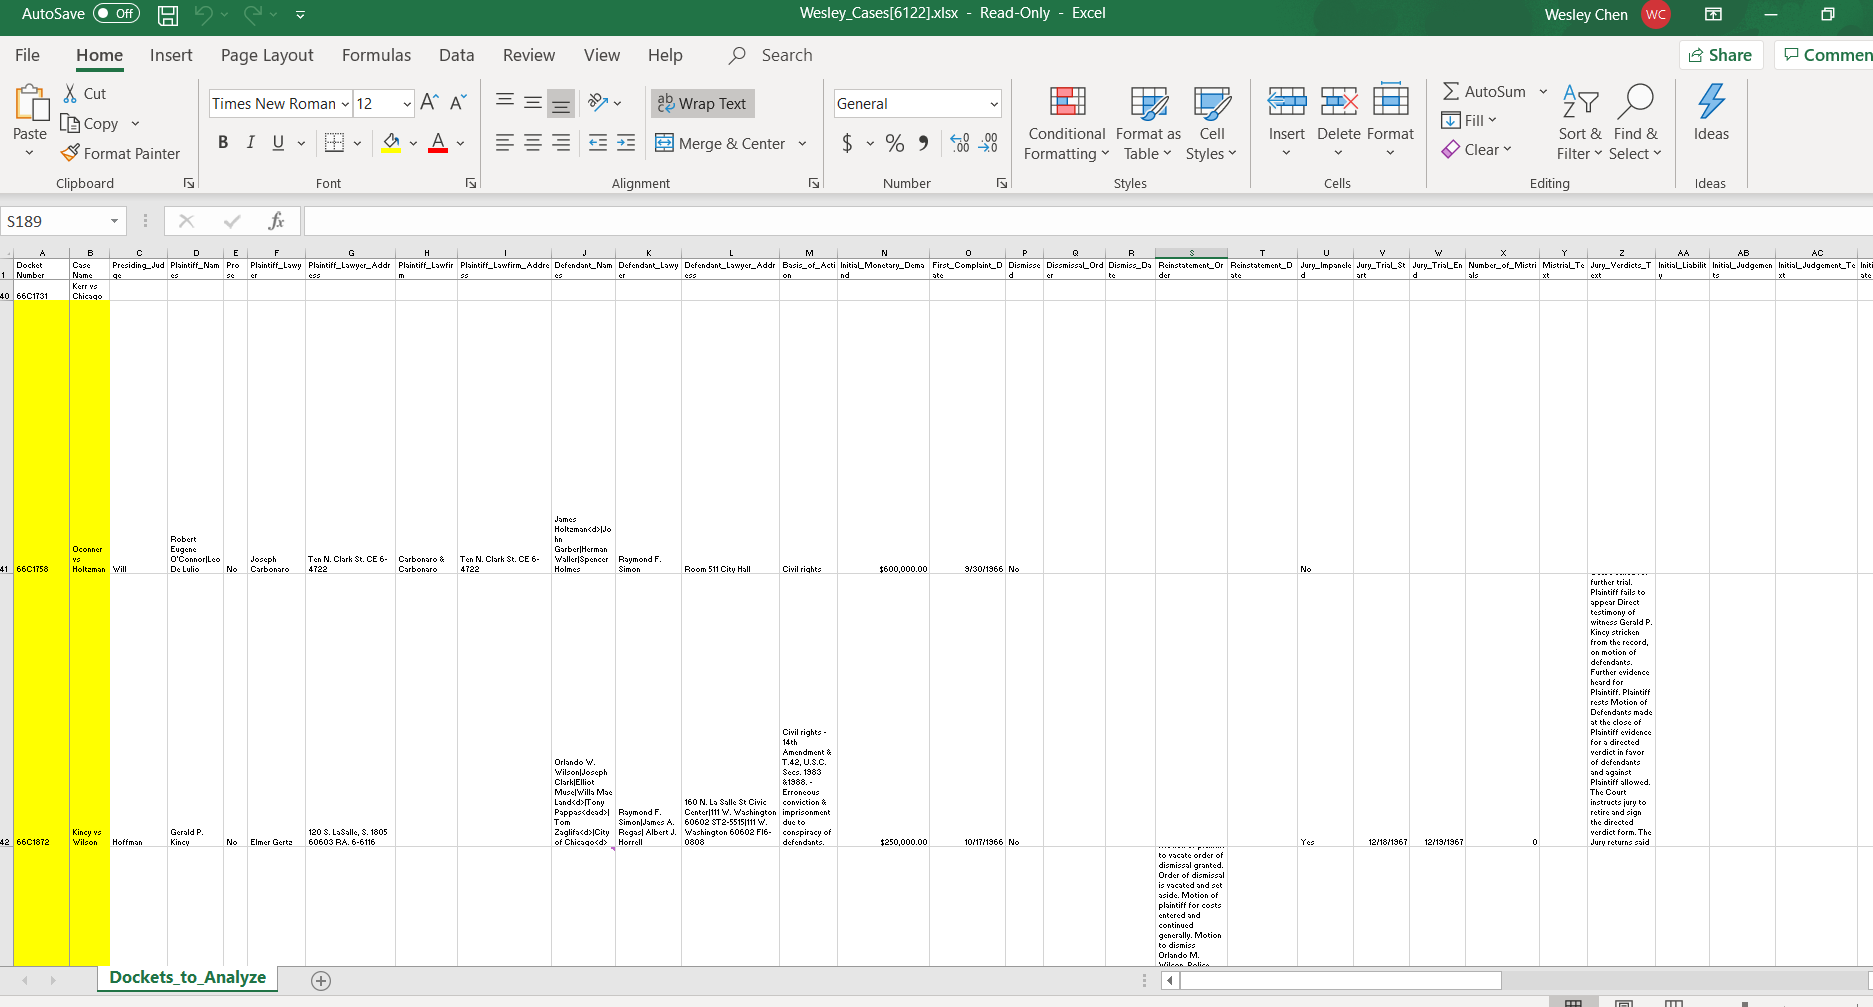 AutoSave Off
Wesley_Cases[6122].xlsx - Read-Only - Excel
Wesley Chen WC
File Home Insert Page Layout Formulas Data Review View Help Search
Share Commen
Paste
Cut
Copy
Format Painter
Clipboard
Times New Roman 12
B I U
Font
Wrap Text
Merge & Center
Alignment
General
$ % ,
Number
Conditional Formatting
Format as Table
Cell Styles
Styles
Insert Delete Format
Cells
AutoSum
Fill
Clear
Sort & Filter
Find & Select
Editing
Ideas
Ideas
S189
fx
A B C D E F G H I J K L M N O P Q R S T U V W X Y Z AA AB AC
1
Docket Number
Case Name
Presiding_Judge
Plaintiff_Names
Pro se
Plaintiff_Lawyer
Plaintiff_Lawyer_Address
Plaintiff_Lawfirm
Plaintiff_Lawfirm_Address
Defendant_Names
Defendant_Lawyer
Defendant_Lawyer_Address
Basis_of_Action
Initial_Monetary_Demand
First_Complaint_Date
Dismissed
Dismissal_Order
Dismiss_Date
Reinstatement_Order
Reinstatement_Date
Jury_Impaneled
Jury_Trial_Start
Jury_Trial_End
Number_of_Mistrials
Mistrial_Text
Jury_Verdicts_Text
Initial_Liability
Initial_Judgements
Initial_Judgement_Text
40
66C1731
Kerr vs
Chicago
41
66C1758
Oconner
vs
Holtzman
Will
Robert
Eugene
O'Connor|Leo
De Lulio
No
Joseph
Carbonaro
Ten N. Clark St. CE 6-
4722
Carbonaro &
Carbonaro
Ten N. Clark St. CE 6-
4722
James
Holtzman<d>|Jo
hn
Garber|Herman
Waller|Spencer
Holmes
Raymond F.
Simon
Room 511 City Hall
Civil rights
$600,000.00
9/30/1966
No
No
42
66C1872
Kincy vs
Wilson
Hoffman
Gerald P.
Kincy
No
Elmer Gertz
120 S. LaSalle, S. 1805
60603 RA. 6-6116
Orlando W.
Wilson|Joseph
Clark|Elliot
Muse|Willa Mae
Land<d>|Tony
Pappas<dead>|
Tom
Zaglifa<d>|City
of Chicago<d>
Raymond F.
Simon|James A.
Regas| Albert J.
Horrell
160 N. La Salle St Civic
Center|111 W. Washington
60602 ST2-5515|111 W.
Washington 60602 FI6-
0808
Civil rights -
14th
Amendment &
T.42, U.S.C.
Secs. 1983
&1988. -
Erroneous
conviction &
imprisonment
due to
conspiracy of
defendants.
$250,000.00
10/17/1966
No
Yes
12/18/1967
12/19/1967
0
further trial.
Plaintiff fails to
appear Direct
testimony of
witness Gerald P.
Kincy stricken
from the record,
on motion of
defendants.
Further evidence
heard for
Plaintiff. Plaintiff
rests Motion of
Defendants made
at the close of
Plaintiff evidence
for a directed
verdict in favor
of defendants
and against
Plaintiff allowed.
The Court
instructs jury to
retire and sign
the directed
verdict form. The
Jury returns said
to vacate order of
dismissal granted.
Order of dismissal
is vacated and set
aside. Motion of
plaintiff for costs
entered and
continued
generally. Motion
to dismiss
Orlando M.
Dockets_to_Analyze